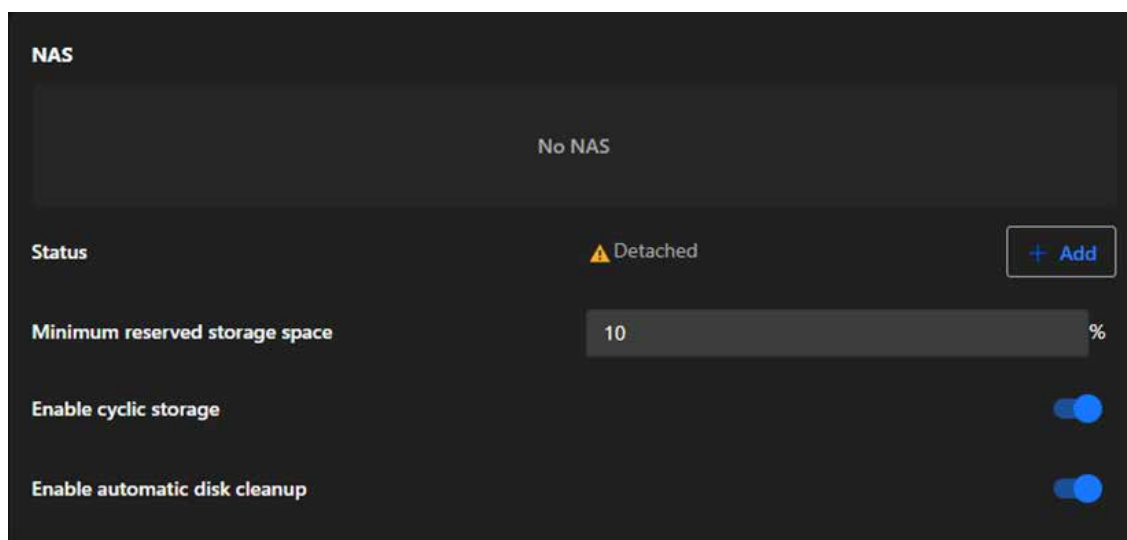 NAS
No NAS
Status Detached + Add
Minimum reserved storage space 10 %
Enable cyclic storage
Enable automatic disk cleanup